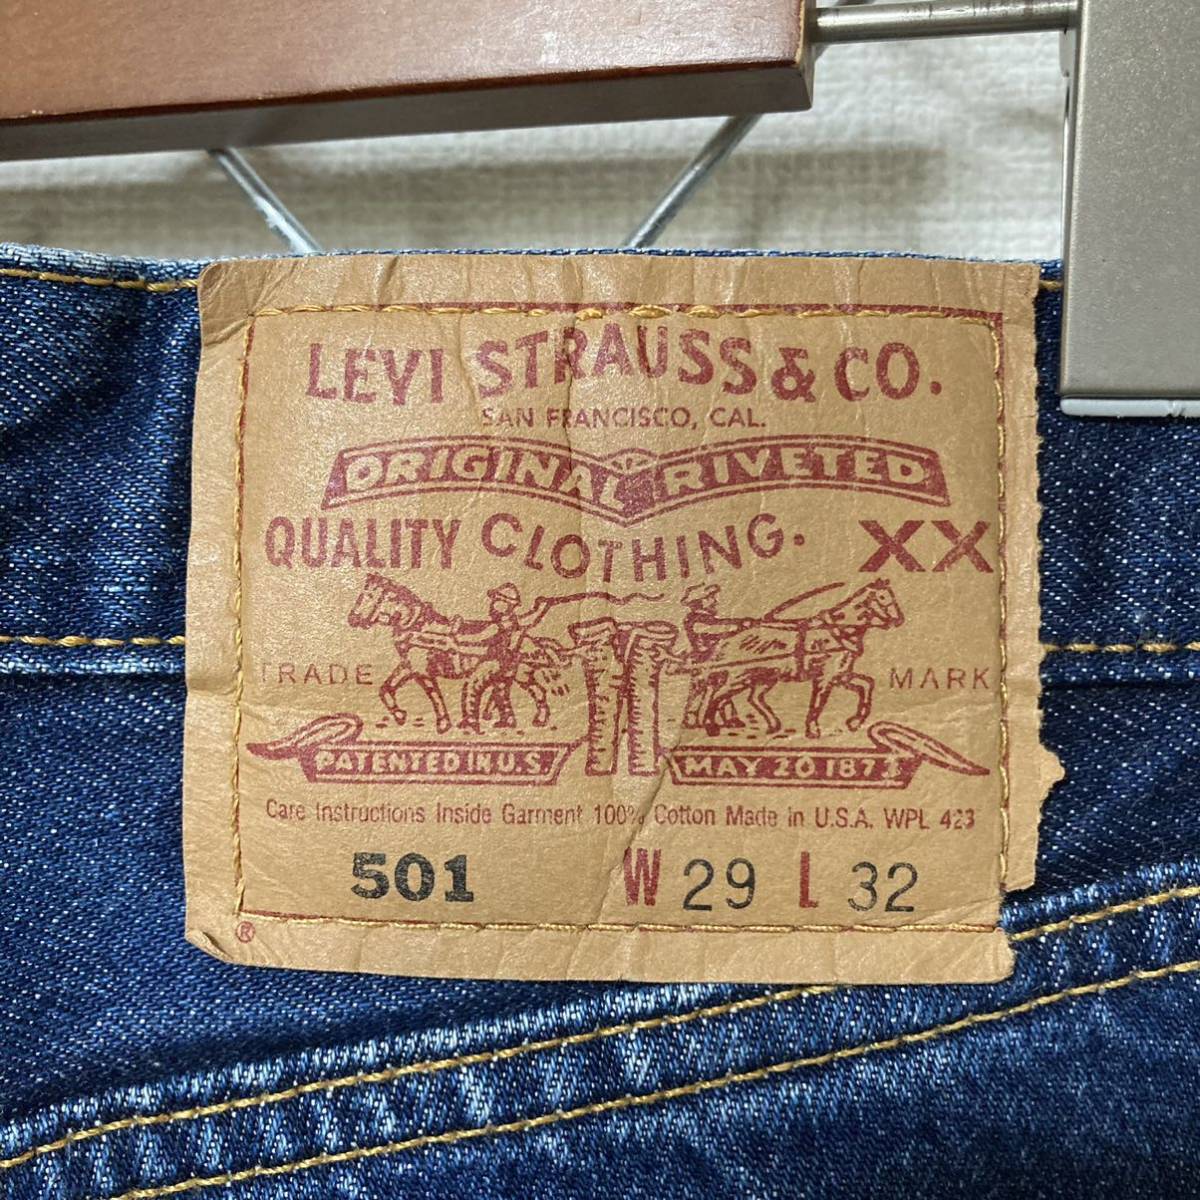 LEVI STRAUSS & CO.
SAN FRANCISCO, CAL.
ORIGINAL RIVETED
QUALITY CLOTHING. XX
TRADE MARK
PATENTED IN U.S. MAY 20 1873
Care Instructions Inside Garment 100% Cotton Made in U.S.A. WPL 423
501 W 29 L 32
®